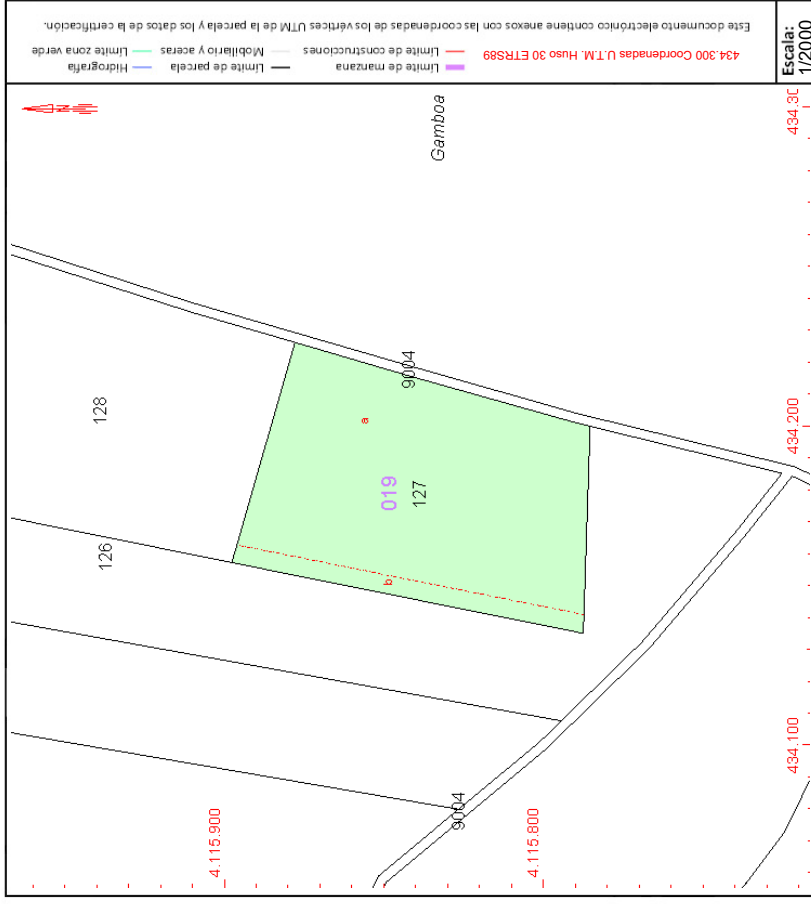 Este documento electrónico contiene anexos con las coordenadas de los vértices UTM de la parcela y los datos de la certificación.
434.300 Coordenadas U.T.M. Huso 30 ETRS89
Límite de manzana
Límite de construcciones
Límite de parcela
Mobiliario y aceras
Hidrografía
Límite zona verde
Escala:
1/2000
434.30
Gamboa
128
9004
a
434.200
019
127
126
b
434.100
9004
4.115.900
4.115.800